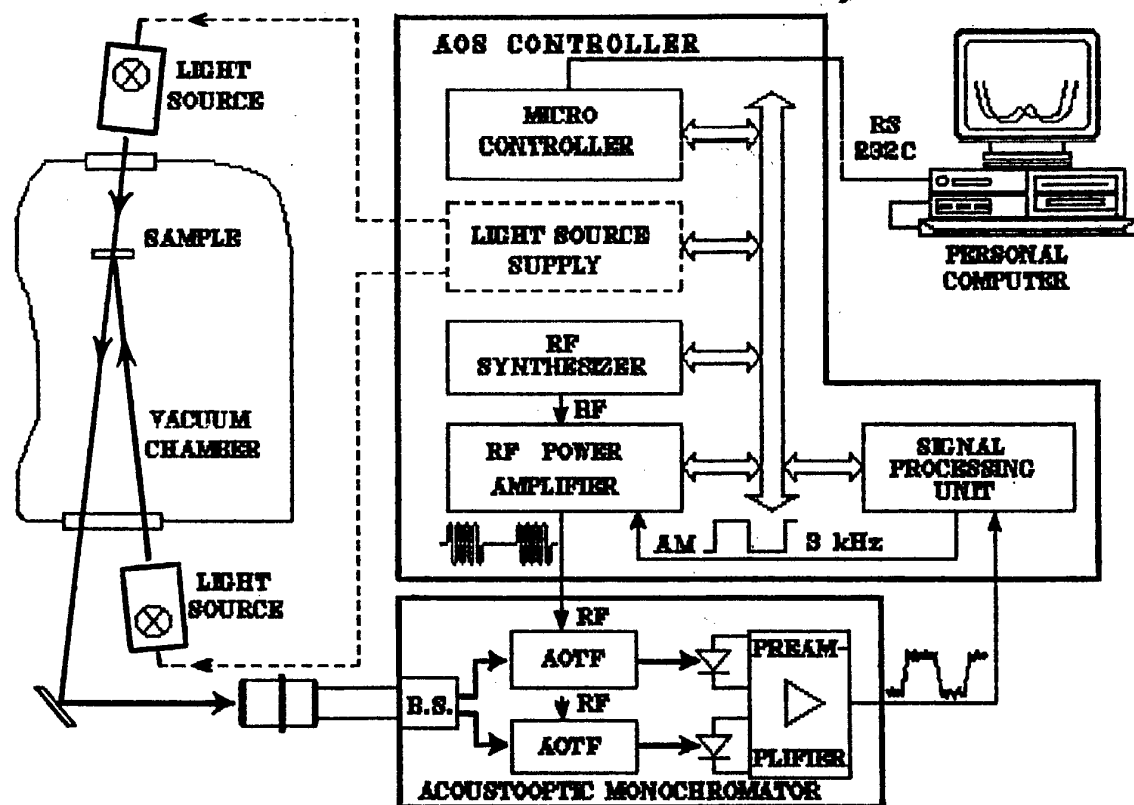 AOS CONTROLLER
LIGHT
SOURCE
MICRO
CONTROLLER
RS
232C
SAMPLE
LIGHT SOURCE
SUPPLY
PERSONAL
COMPUTER
RF
SYNTHESIZER
RF
VACUUM
CHAMBER
RF POWER
AMPLIFIER
SIGNAL
PROCESSING
UNIT
AM
3 kHz
LIGHT
SOURCE
RF
AOTF
PREAM-
B.S.
RF
AOTF
PLIFIER
ACOUSTOOPTIC MONOCHROMATOR